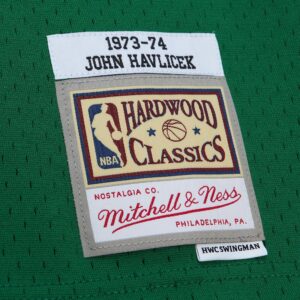 1973-74
JOHN HAVLICEK
HARDWOOD
NBA
CLASSICS
NOSTALGIA CO.
Mitchell & Ness
PHILADELPHIA, PA.
HWCSWINGMAN